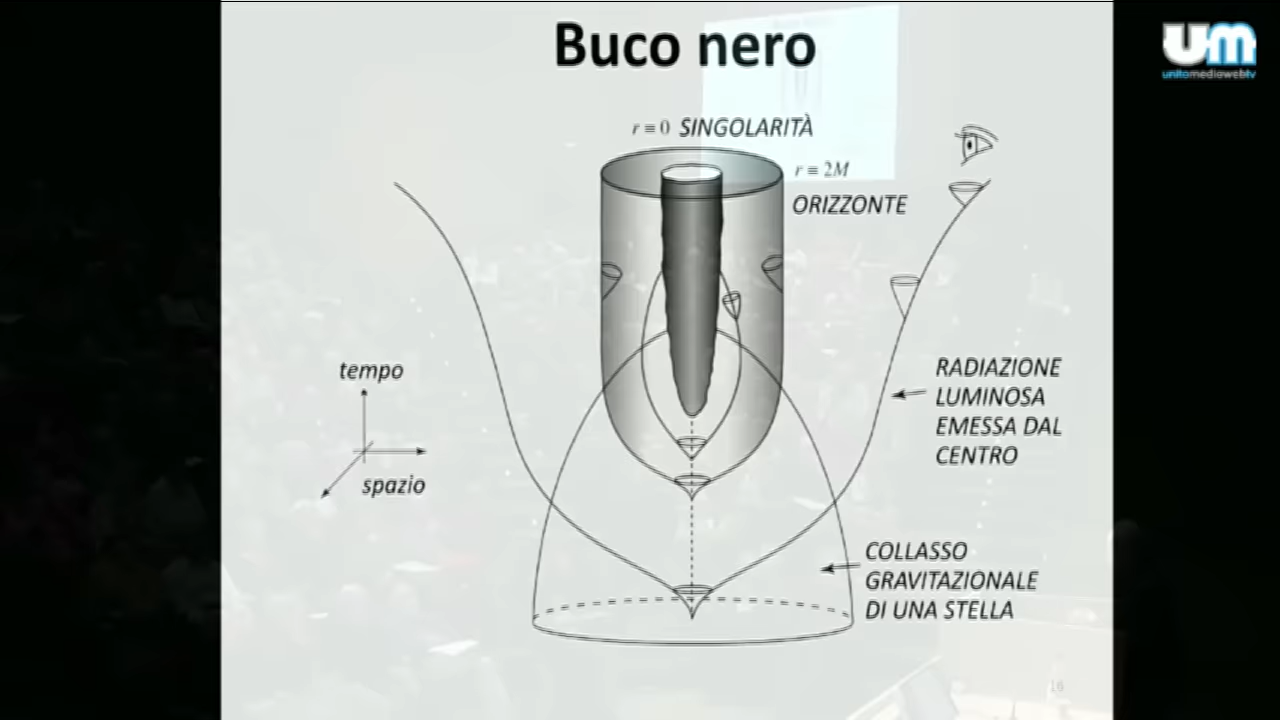 Buco nero
um
unitomediawebtv
r ≡ 0 SINGOLARITÀ
r ≡ 2M
ORIZZONTE
tempo
spazio
RADIAZIONE
LUMINOSA
EMESSA DAL
CENTRO
COLLASSO
GRAVITAZIONALE
DI UNA STELLA
16